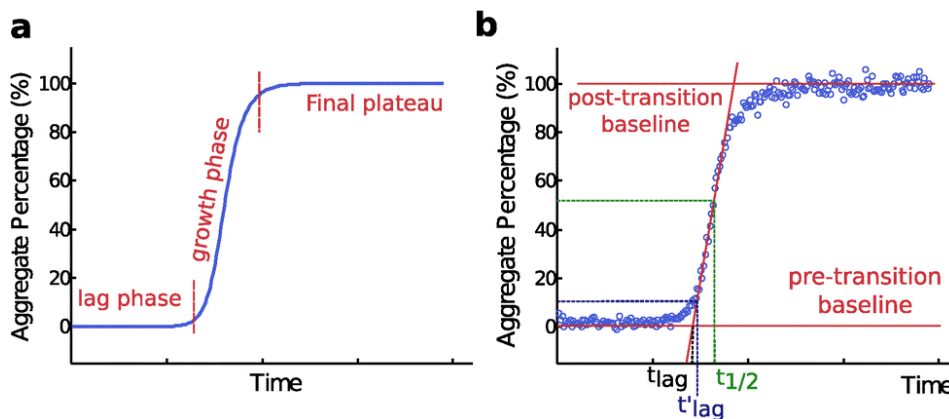 a
Aggregate Percentage (%)
100
80
60
40
20
0
lag phase
growth phase
Final plateau
Time
b
Aggregate Percentage (%)
100
80
60
40
20
0
post-transition
baseline
pre-transition
baseline
tlag
t'lag
t1/2
Time